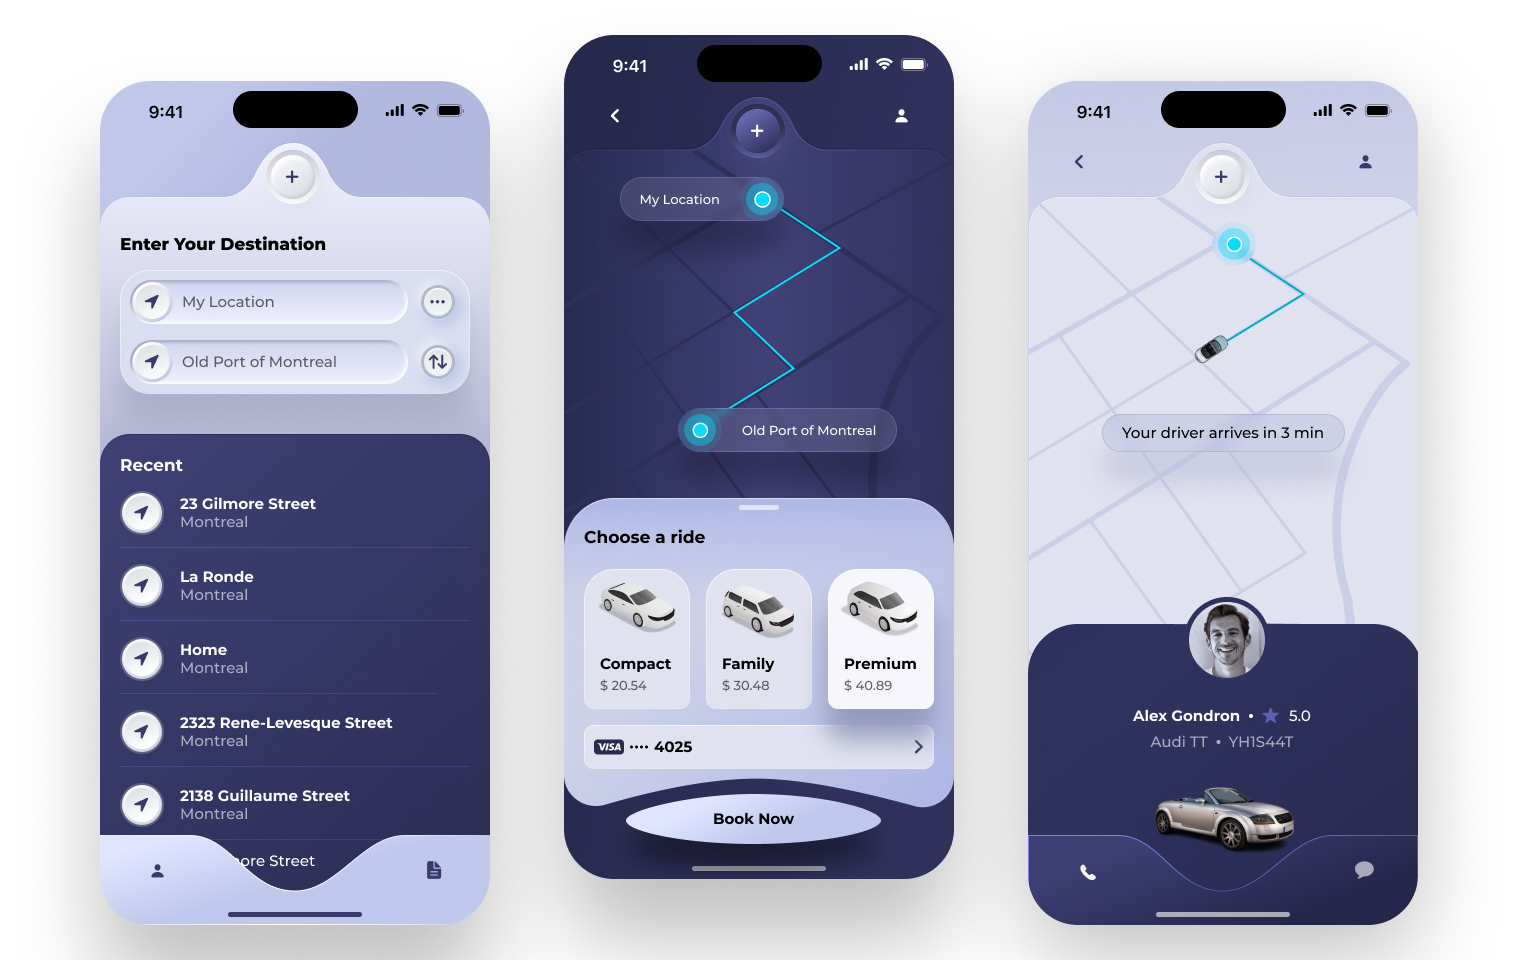 9:41
Enter Your Destination
My Location
Old Port of Montreal
Recent
23 Gilmore Street
Montreal
La Ronde
Montreal
Home
Montreal
2323 Rene-Levesque Street
Montreal
2138 Guillaume Street
Montreal
ore Street
9:41
My Location
Old Port of Montreal
Choose a ride
Compact
$ 20.54
Family
$ 30.48
Premium
$ 40.89
VISA •••• 4025
Book Now
9:41
Your driver arrives in 3 min
Alex Gondron • 5.0
Audi TT • YH1S44T